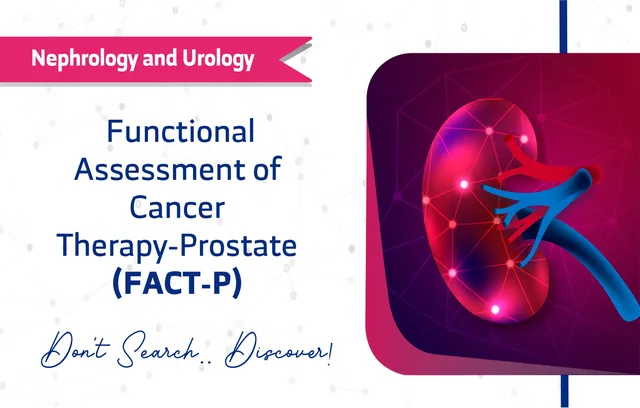 Nephrology and Urology
Functional
Assessment of
Cancer
Therapy-Prostate
(FACT-P)
Don't Search.. Discover!